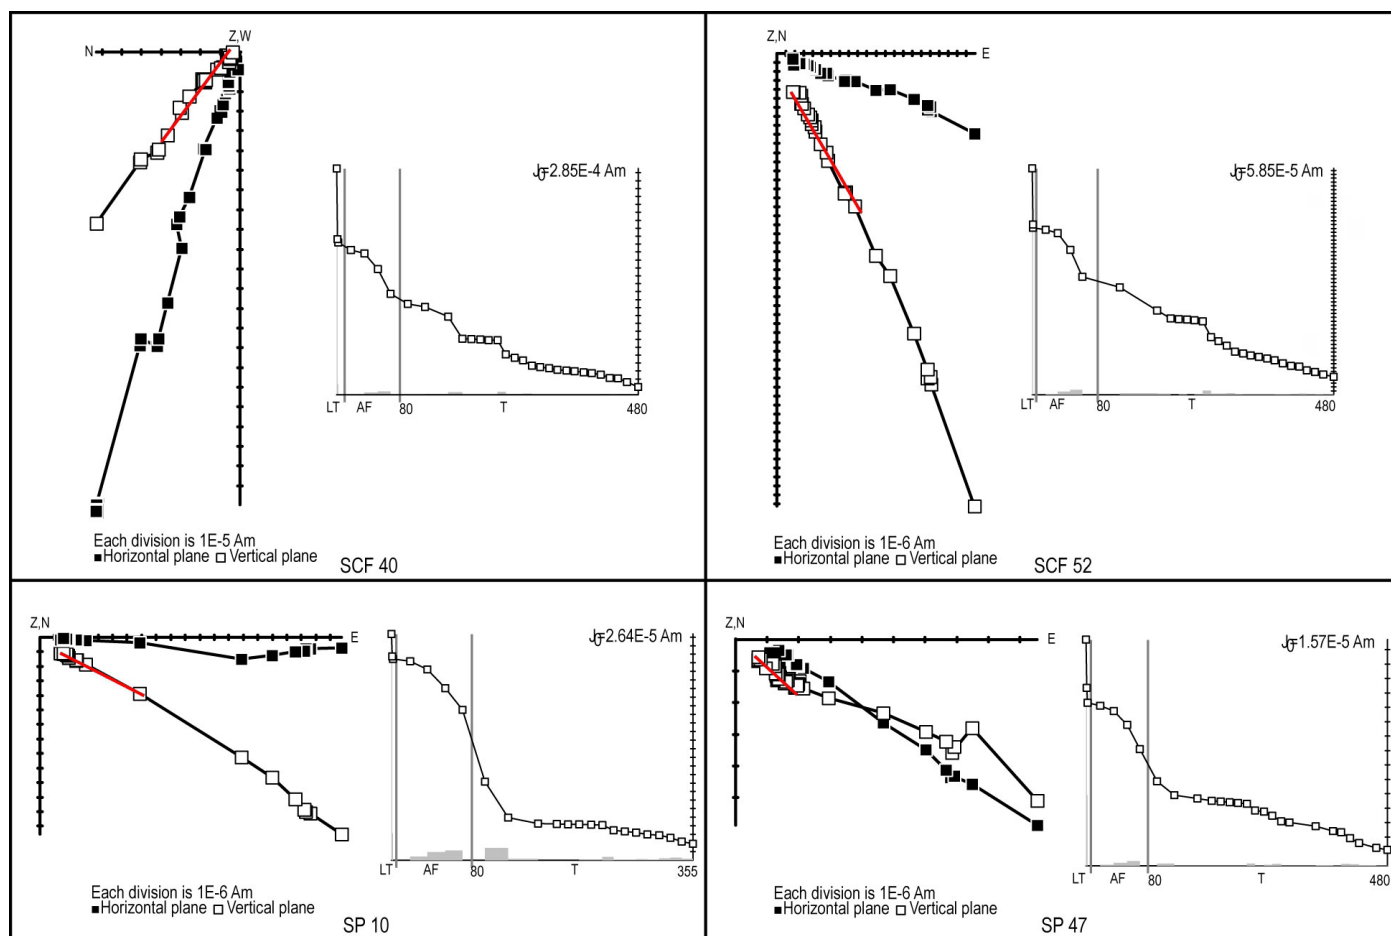 Z,W
N
J0=2.85E-4 Am
LT AF 80 T 480
Each division is 1E-5 Am
Horizontal plane Vertical plane
SCF 40
Z,N
E
J0=5.85E-5 Am
LT AF 80 T 480
Each division is 1E-6 Am
Horizontal plane Vertical plane
SCF 52
Z,N
E
J0=2.64E-5 Am
LT AF 80 T 355
Each division is 1E-6 Am
Horizontal plane Vertical plane
SP 10
Z,N
E
J0=1.57E-5 Am
LT AF 80 T 480
Each division is 1E-6 Am
Horizontal plane Vertical plane
SP 47